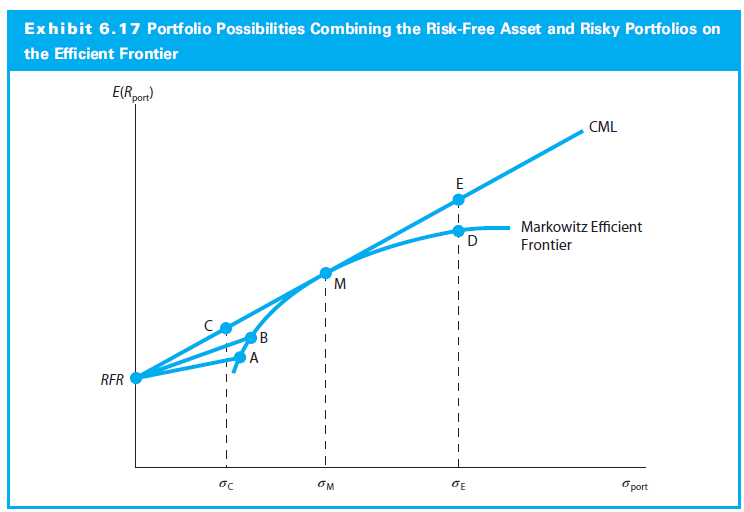 Exhibit 6.17 Portfolio Possibilities Combining the Risk-Free Asset and Risky Portfolios on
the Efficient Frontier
E(Rport)
CML
E
Markowitz Efficient
Frontier
D
M
C
B
A
RFR
σC
σM
σE
σport